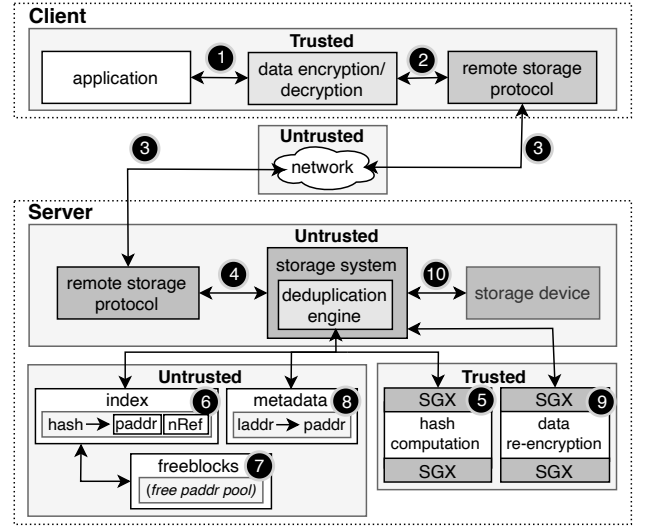 Client
Trusted
application
1
data encryption/
decryption
2
remote storage
protocol
3
3
Untrusted
network
Server
Untrusted
remote storage
protocol
4
storage system
deduplication
engine
10
storage device
Untrusted
index
6
hash
paddr
nRef
metadata
8
laddr
paddr
freeblocks
7
(free paddr pool)
Trusted
SGX
5
hash
computation
SGX
SGX
9
data
re-encryption
SGX